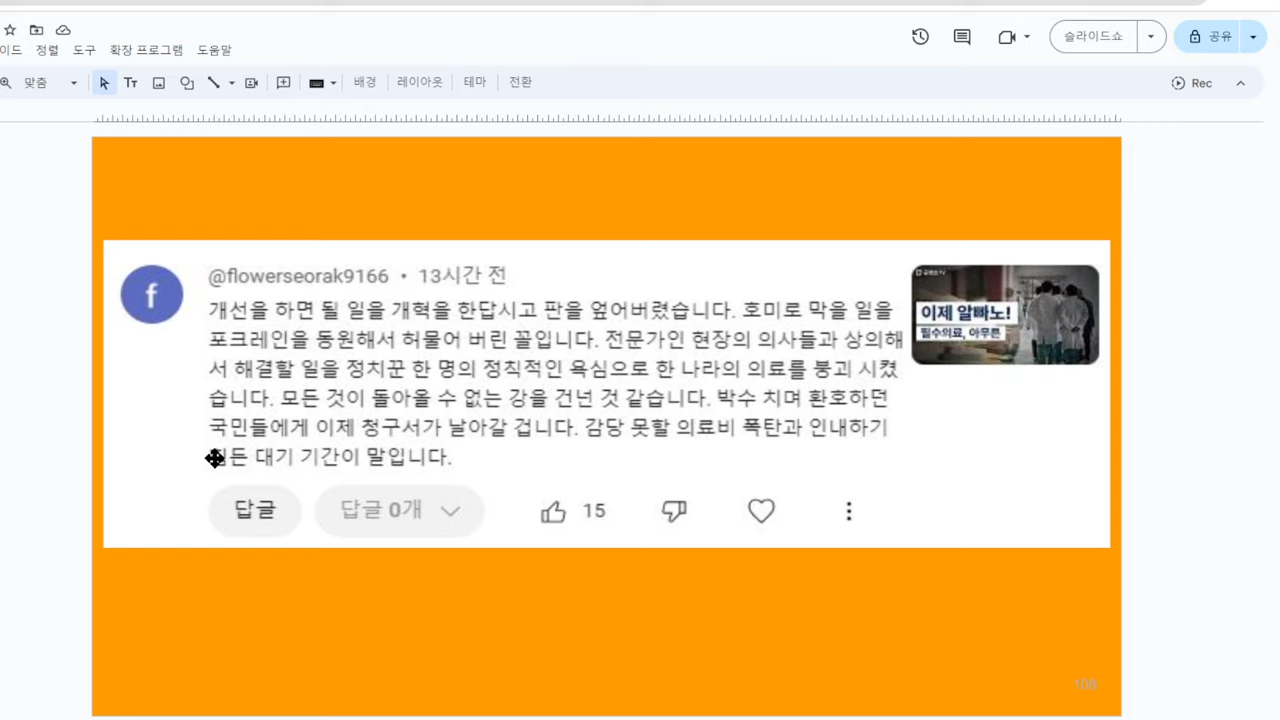 이드 정렬 도구 확장 프로그램 도움말
슬라이드쇼
공유
맞춤
배경 레이아웃 테마 전환
Rec
f
@flowerseorak9166 • 13시간 전
개선을 하면 될 일을 개혁을 한답시고 판을 엎어버렸습니다. 호미로 막을 일을
포크레인을 동원해서 허물어 버린 꼴입니다. 전문가인 현장의 의사들과 상의해
서 해결할 일을 정치꾼 한 명의 정칙적인 욕심으로 한 나라의 의료를 붕괴 시켰
습니다. 모든 것이 돌아올 수 없는 강을 건넌 것 같습니다. 박수 치며 환호하던
국민들에게 이제 청구서가 날아갈 겁니다. 감당 못할 의료비 폭탄과 인내하기
대기 기간이 말입니다.
이제 알빠노!
필수의료, 아무튼
답글
답글 0개
15